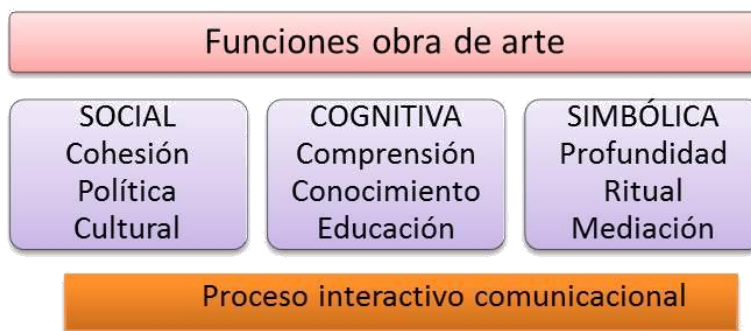 Funciones obra de arte
SOCIAL
Cohesión
Política
Cultural
COGNITIVA
Comprensión
Conocimiento
Educación
SIMBÓLICA
Profundidad
Ritual
Mediación
Proceso interactivo comunicacional